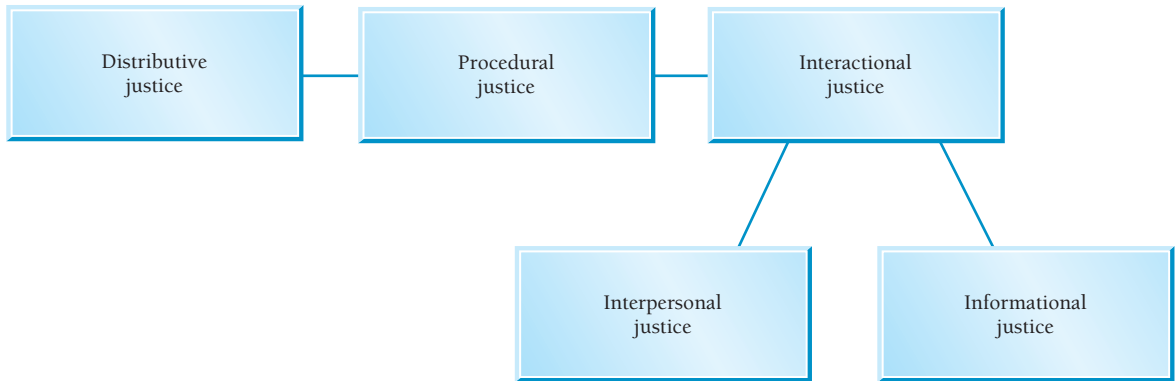 Distributive
justice
Procedural
justice
Interactional
justice
Interpersonal
justice
Informational
justice